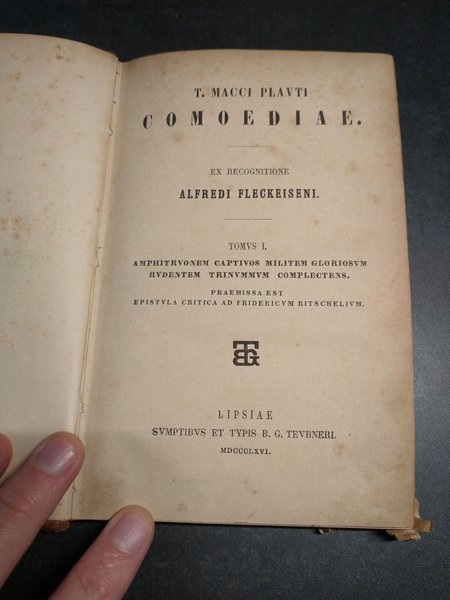 T. MACCI PLAVTI
COMOEDIAE.
EX RECOGNITIONE
ALFREDI FLECKEISENI.
TOMVS I.
AMPHITRVONEM CAPTIVOS MILITEM GLORIOSVM
RVDENTEM TRINVMMVM COMPLECTENS.
PRAEMISSA EST
EPISTVLA CRITICA AD FRIDERICVM RITSCHELIVM.
BTG
LIPSIAE
SVMPTIBVS ET TYPIS B. G. TEVBNERI.
MDCCCLXVI.